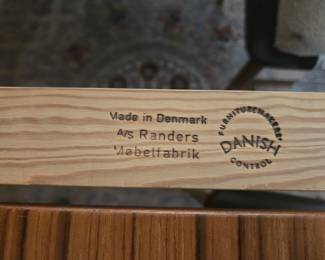 Made in Denmark
A/S Randers
Møbelfabrik
FURNITUREMAKERS'
DANISH
CONTROL